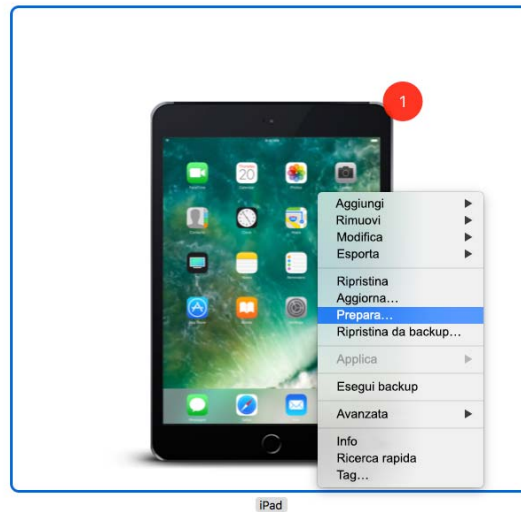 1
20
Aggiungi
Rimuovi
Modifica
Esporta
Ripristina
Aggiorna...
Prepara...
Ripristina da backup...
Applica
Esegui backup
Avanzata
Info
Ricerca rapida
Tag...
iPad